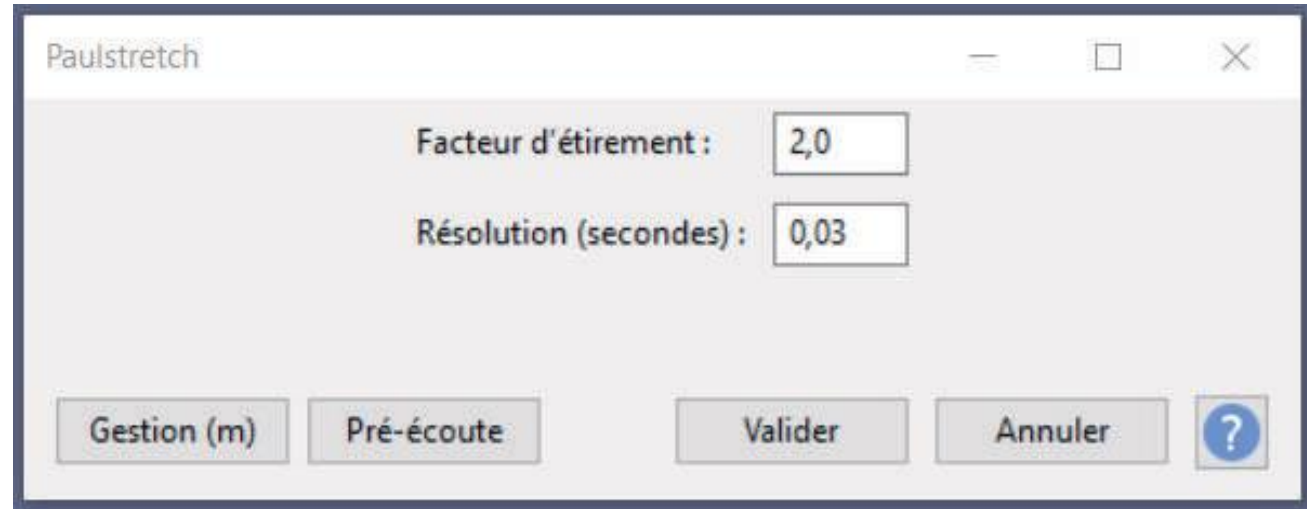 Paulstretch
Facteur d'étirement : 2,0
Résolution (secondes) : 0,03
Gestion (m) Pré-écoute Valider Annuler ?